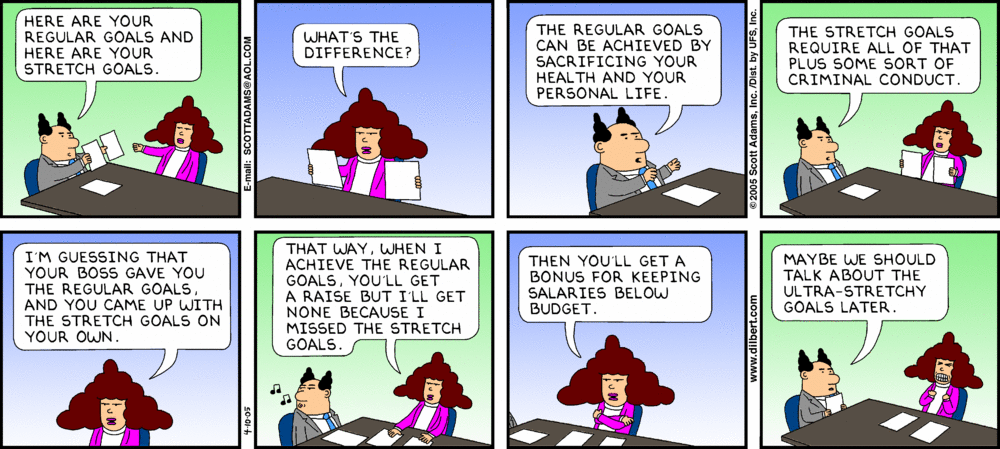 HERE ARE YOUR
REGULAR GOALS AND
HERE ARE YOUR
STRETCH GOALS.
E-mail: SCOTTADAMS@AOL.COM
WHAT'S THE
DIFFERENCE?
THE REGULAR GOALS
CAN BE ACHIEVED BY
SACRIFICING YOUR
HEALTH AND YOUR
PERSONAL LIFE.
© 2005 Scott Adams, Inc. /Dist. by UFS, Inc.
THE STRETCH GOALS
REQUIRE ALL OF THAT
PLUS SOME SORT OF
CRIMINAL CONDUCT.
I'M GUESSING THAT
YOUR BOSS GAVE YOU
THE REGULAR GOALS,
AND YOU CAME UP WITH
THE STRETCH GOALS ON
YOUR OWN.
4-10-05
THAT WAY, WHEN I
ACHIEVE THE REGULAR
GOALS, YOU'LL GET
A RAISE BUT I'LL GET
NONE BECAUSE I
MISSED THE STRETCH
GOALS.
THEN YOU'LL GET A
BONUS FOR KEEPING
SALARIES BELOW
BUDGET.
www.dilbert.com
MAYBE WE SHOULD
TALK ABOUT THE
ULTRA-STRETCHY
GOALS LATER.